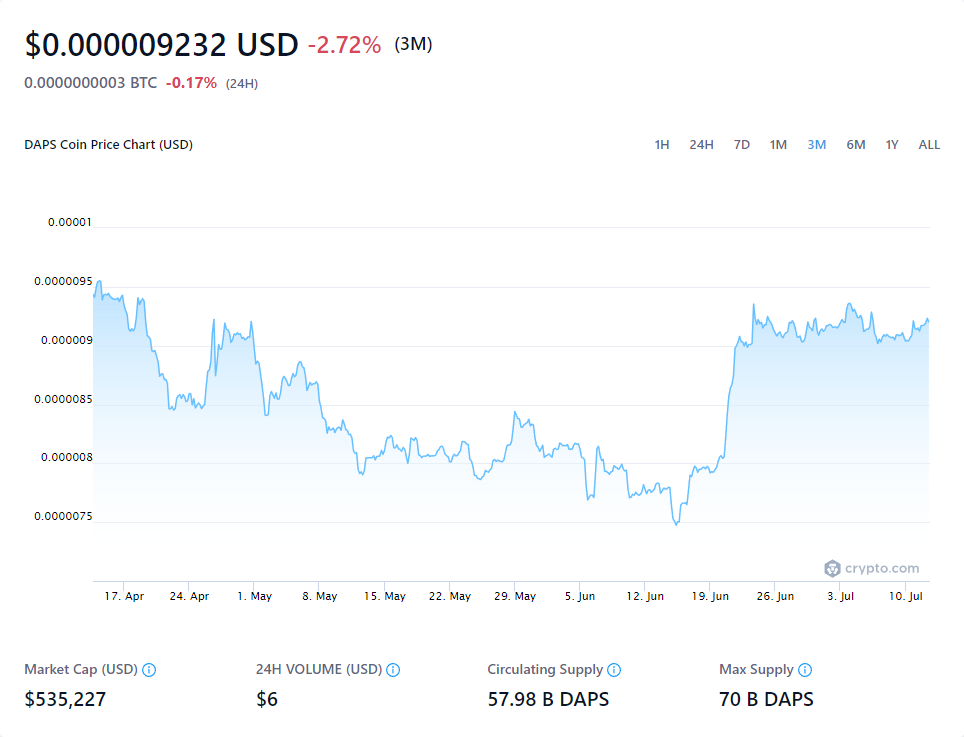 $0.000009232 USD -2.72% (3M)
0.0000000003 BTC -0.17% (24H)
DAPS Coin Price Chart (USD) 1H 24H 7D 1M 3M 6M 1Y ALL
0.00001
0.0000095
0.000009
0.0000085
0.000008
0.0000075
crypto.com
17. Apr 24. Apr 1. May 8. May 15. May 22. May 29. May 5. Jun 12. Jun 19. Jun 26. Jun 3. Jul 10. Jul
Market Cap (USD) 24H VOLUME (USD) Circulating Supply Max Supply
$535,227 $6 57.98 B DAPS 70 B DAPS